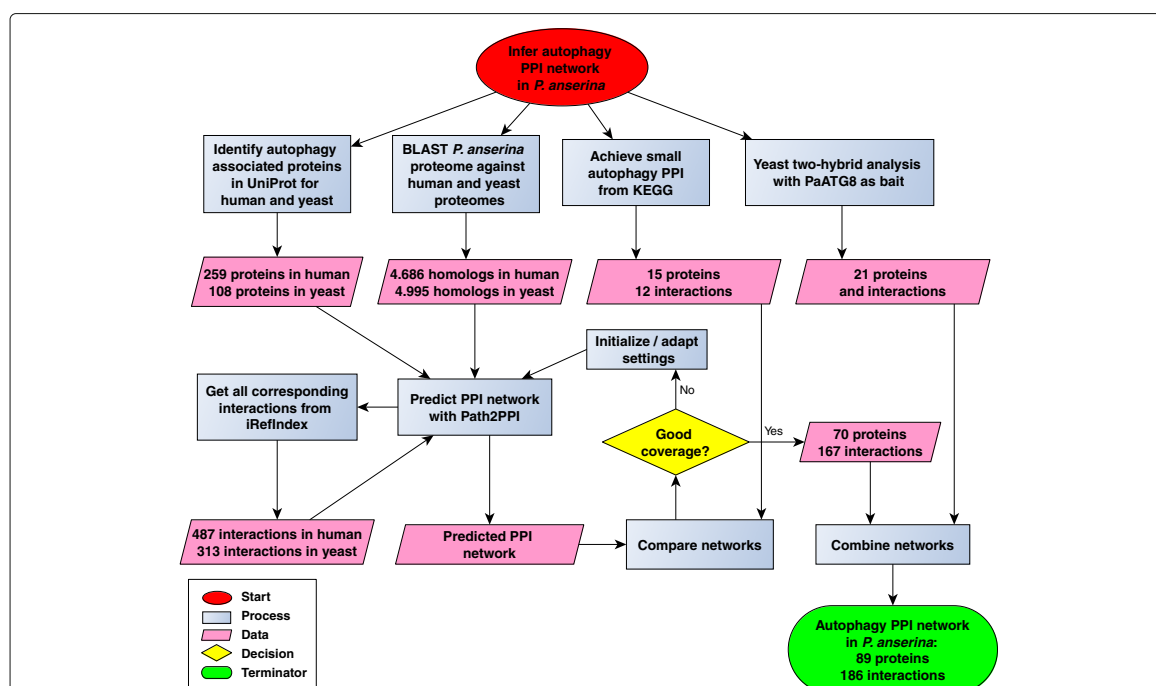 Infer autophagy
PPI network
in P. anserina
Identify autophagy
associated proteins
in UniProt for
human and yeast
BLAST P. anserina
proteome against
human and yeast
proteomes
Achieve small
autophagy PPI
from KEGG
Yeast two-hybrid analysis
with PaATG8 as bait
259 proteins in human
108 proteins in yeast
4.686 homologs in human
4.995 homologs in yeast
15 proteins
12 interactions
21 proteins
and interactions
Initialize / adapt
settings
Get all corresponding
interactions from
iRefIndex
Predict PPI network
with Path2PPI
No
Good
coverage?
Yes
70 proteins
167 interactions
487 interactions in human
313 interactions in yeast
Predicted PPI
network
Compare networks
Combine networks
Start
Process
Data
Decision
Terminator
Autophagy PPI network
in P. anserina:
89 proteins
186 interactions